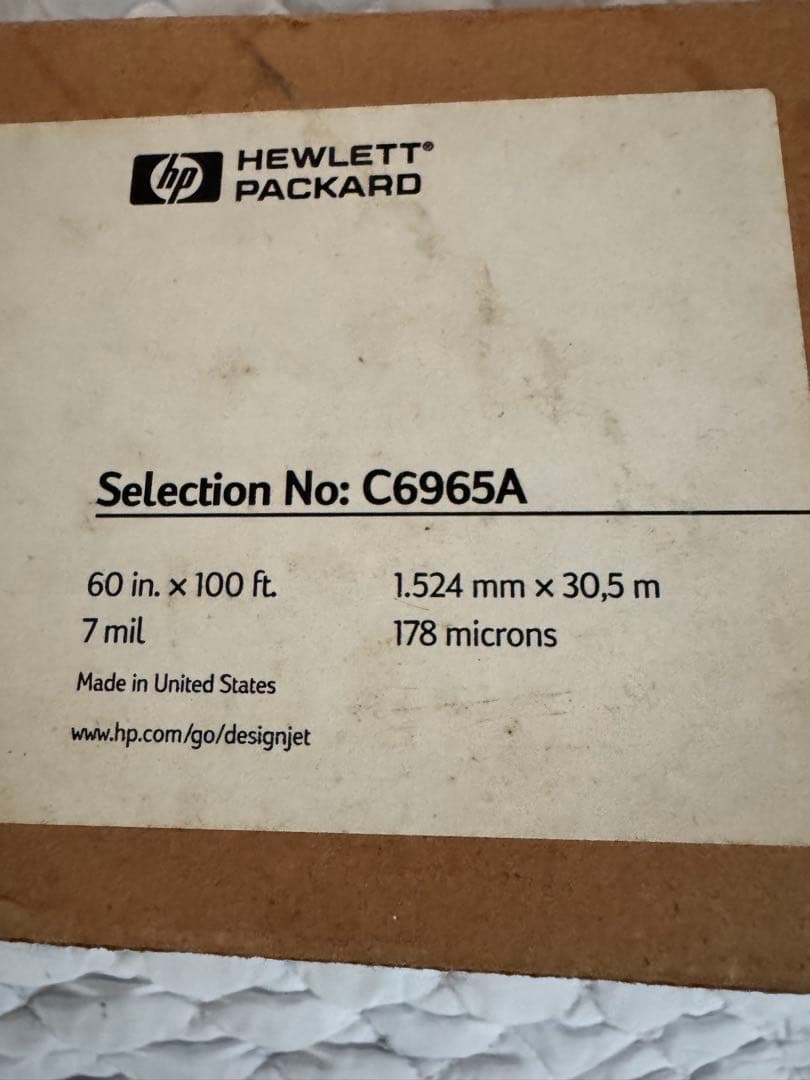 hp HEWLETT®
PACKARD
Selection No: C6965A
60 in. x 100 ft. 1.524 mm x 30,5 m
7 mil 178 microns
Made in United States
www.hp.com/go/designjet